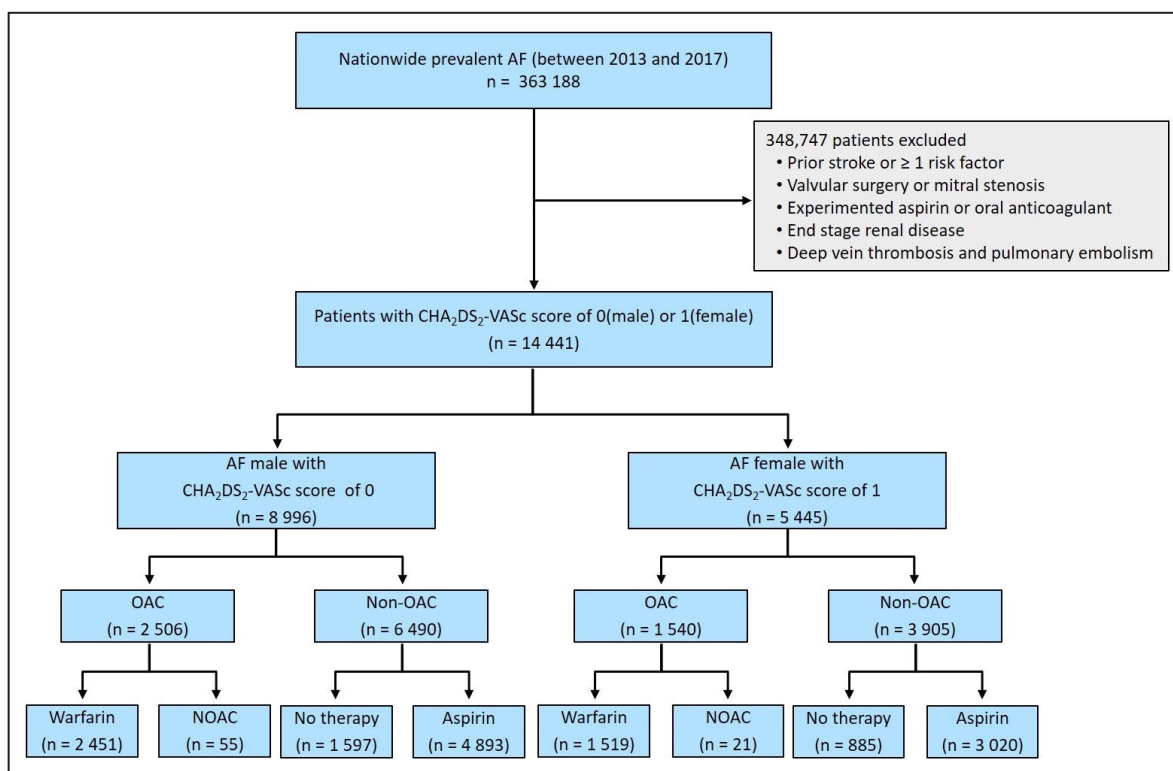 Nationwide prevalent AF (between 2013 and 2017)
n = 363 188
348,747 patients excluded
• Prior stroke or ≥ 1 risk factor
• Valvular surgery or mitral stenosis
• Experimented aspirin or oral anticoagulant
• End stage renal disease
• Deep vein thrombosis and pulmonary embolism
Patients with CHA₂DS₂-VASc score of 0(male) or 1(female)
(n = 14 441)
AF male with
CHA₂DS₂-VASc score of 0
(n = 8 996)
AF female with
CHA₂DS₂-VASc score of 1
(n = 5 445)
OAC
(n = 2 506)
Non-OAC
(n = 6 490)
OAC
(n = 1 540)
Non-OAC
(n = 3 905)
Warfarin
(n = 2 451)
NOAC
(n = 55)
No therapy
(n = 1 597)
Aspirin
(n = 4 893)
Warfarin
(n = 1 519)
NOAC
(n = 21)
No therapy
(n = 885)
Aspirin
(n = 3 020)